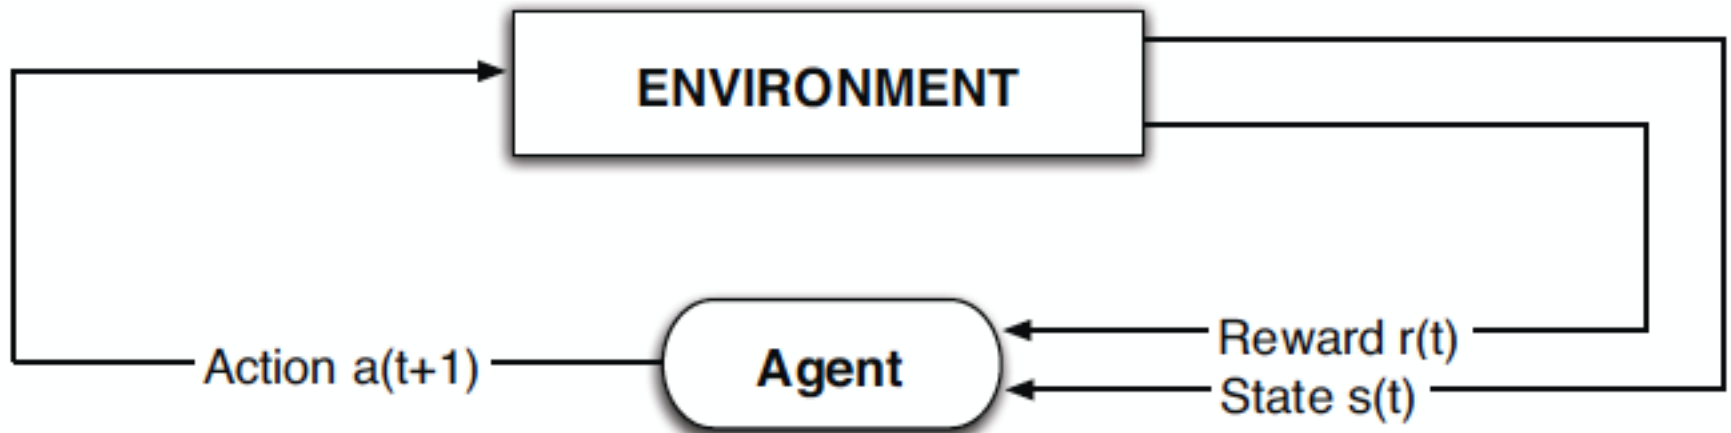 ENVIRONMENT
Reward r(t)
Action a(t+1)
Agent
State s(t)